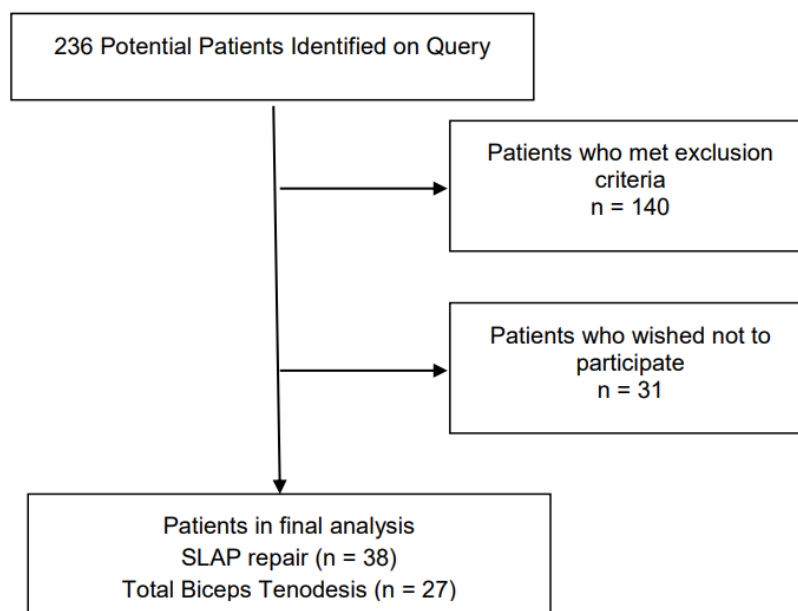 236 Potential Patients Identified on Query
Patients who met exclusion
criteria
n = 140
Patients who wished not to
participate
n = 31
Patients in final analysis
SLAP repair (n = 38)
Total Biceps Tenodesis (n = 27)